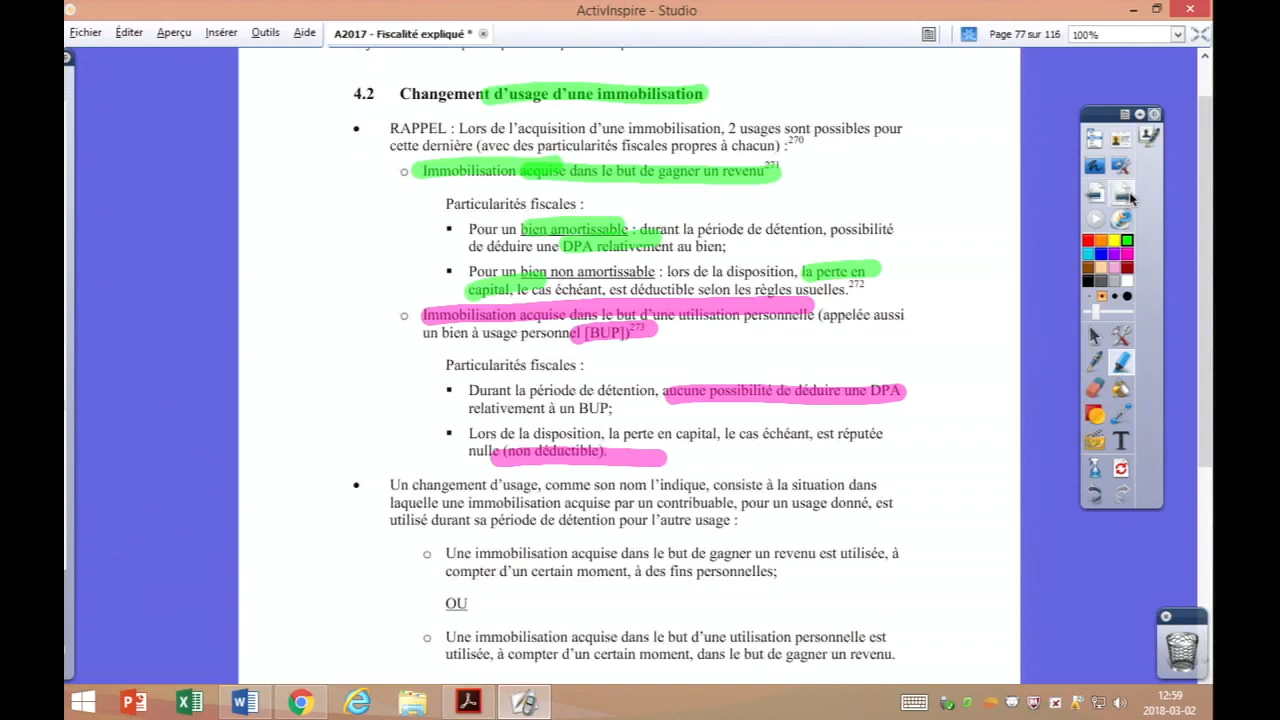 ActivInspire - Studio
Fichier Éditer Aperçu Insérer Outils Aide
A2017 - Fiscalité expliqué *
Page 77 sur 116
100%
4.2 Changement d’usage d’une immobilisation
• RAPPEL : Lors de l’acquisition d’une immobilisation, 2 usages sont possibles pour
cette dernière (avec des particularités fiscales propres à chacun) :270
o Immobilisation acquise dans le but de gagner un revenu271
Particularités fiscales :
▪ Pour un bien amortissable : durant la période de détention, possibilité
de déduire une DPA relativement au bien;
▪ Pour un bien non amortissable : lors de la disposition, la perte en
capital, le cas échéant, est déductible selon les règles usuelles.272
o Immobilisation acquise dans le but d’une utilisation personnelle (appelée aussi
un bien à usage personnel [BUP])273
Particularités fiscales :
▪ Durant la période de détention, aucune possibilité de déduire une DPA
relativement à un BUP;
▪ Lors de la disposition, la perte en capital, le cas échéant, est réputée
nulle (non déductible).
• Un changement d’usage, comme son nom l’indique, consiste à la situation dans
laquelle une immobilisation acquise par un contribuable, pour un usage donné, est
utilisé durant sa période de détention pour l’autre usage :
o Une immobilisation acquise dans le but de gagner un revenu est utilisée, à
compter d’un certain moment, à des fins personnelles;
OU
o Une immobilisation acquise dans le but d’une utilisation personnelle est
utilisée, à compter d’un certain moment, dans le but de gagner un revenu.
12:59
2018-03-02